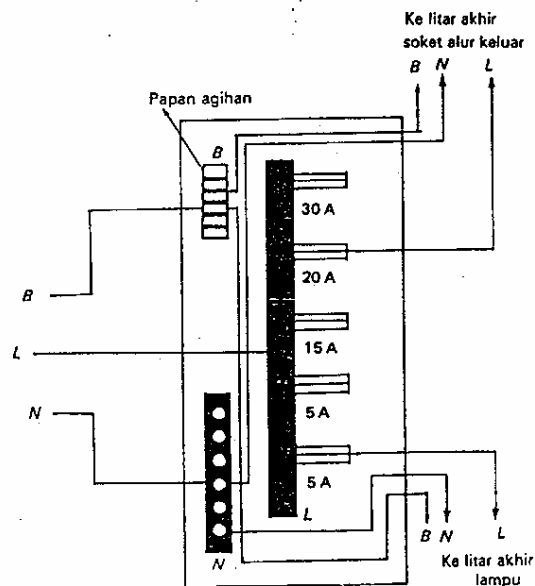 Ke litar akhir
soket alur keluar
B N L
Papan agihan
B
30 A
20 A
B
15 A
L
5 A
N
5 A
L
B N L
N
Ke litar akhir
lampu